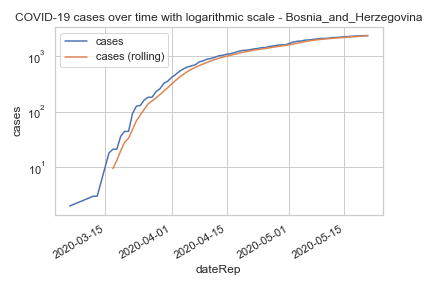 COVID-19 cases over time with logarithmic scale - Bosnia_and_Herzegovina
cases
cases (rolling)
10³
10²
10¹
cases
2020-03-15
2020-04-01
2020-04-15
2020-05-01
2020-05-15
dateRep